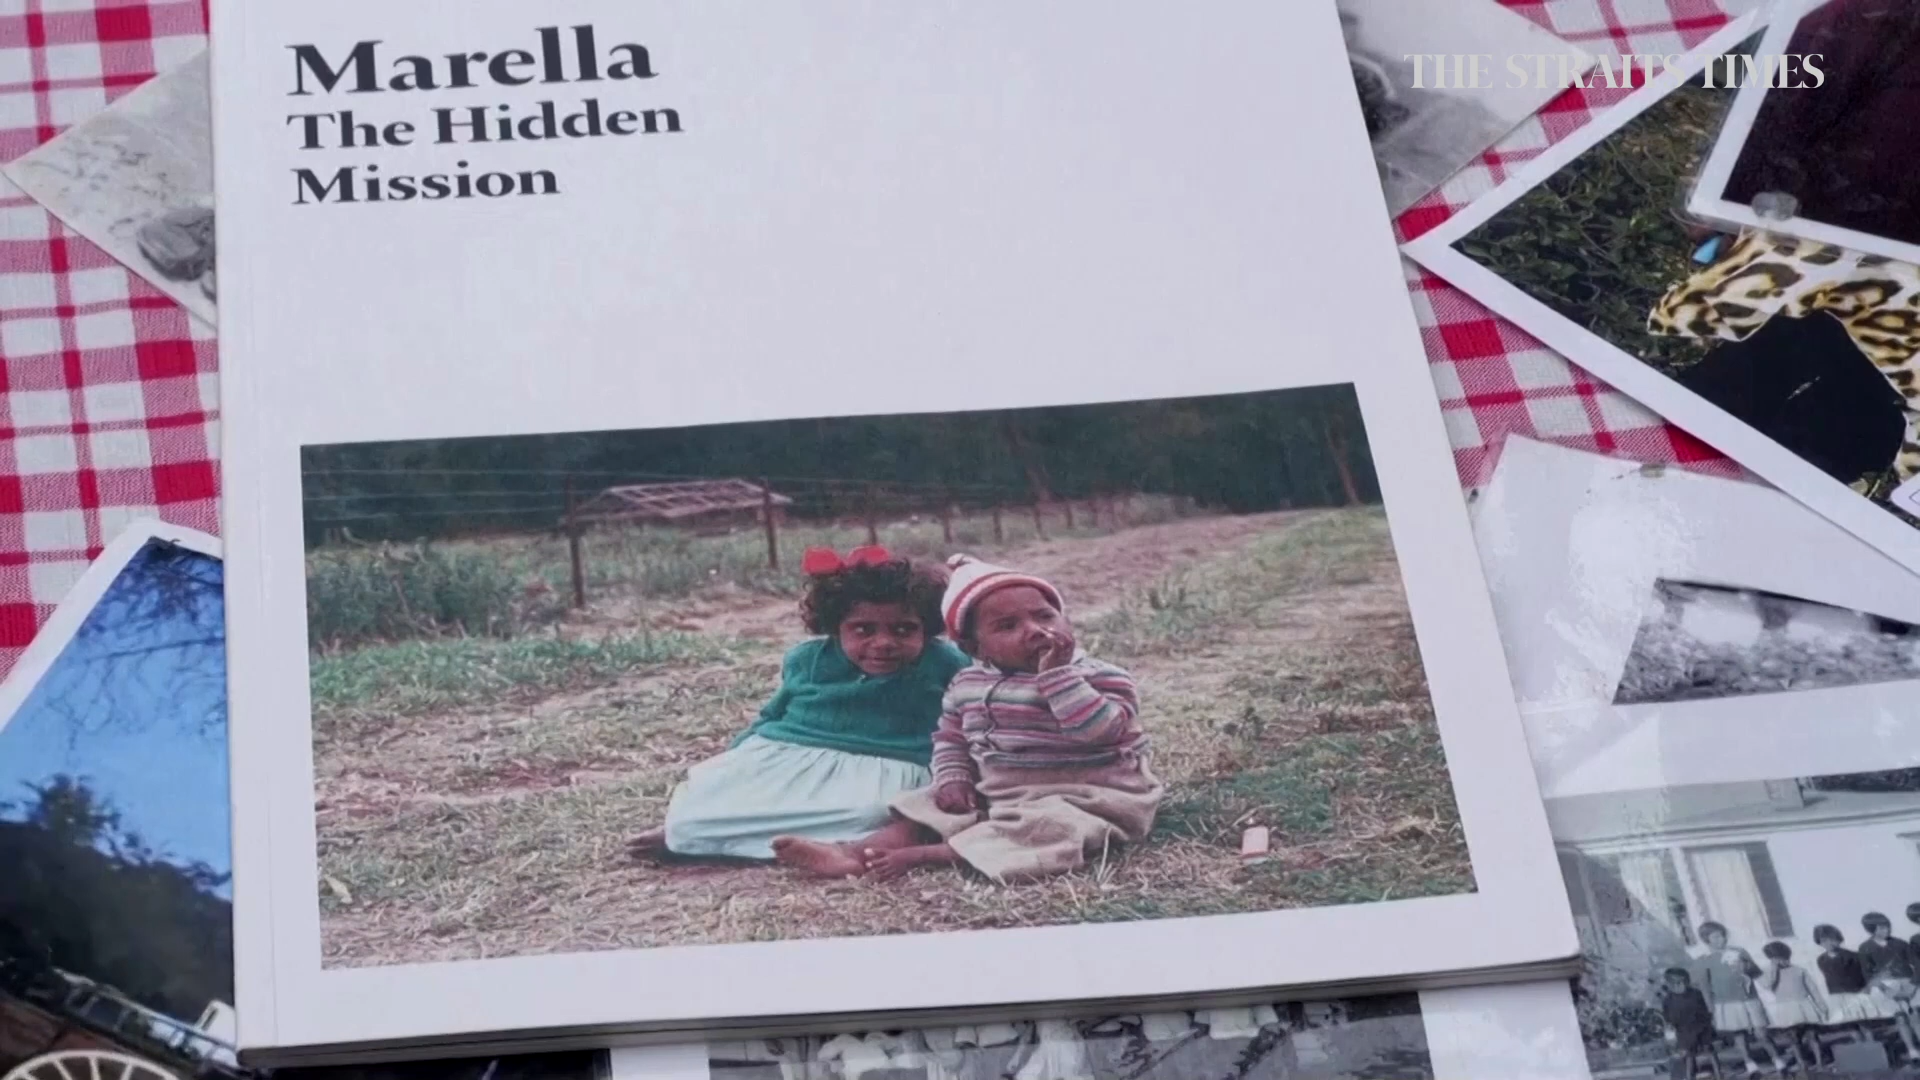 Marella
The Hidden
Mission
THE STRAITS TIMES